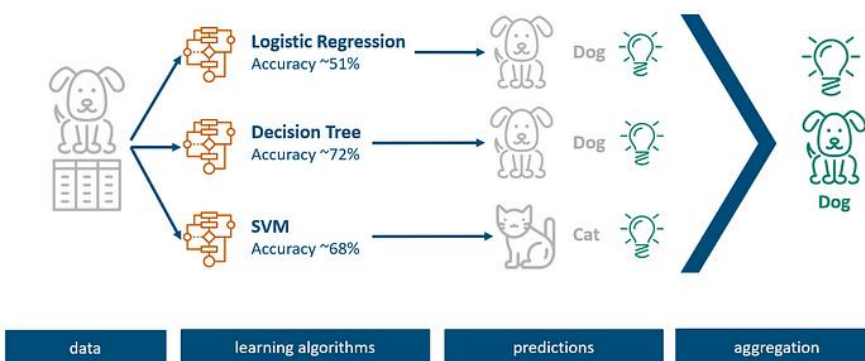 Logistic Regression
Accuracy ~51%
Dog
Decision Tree
Accuracy ~72%
Dog
SVM
Accuracy ~68%
Cat
Dog
data
learning algorithms
predictions
aggregation